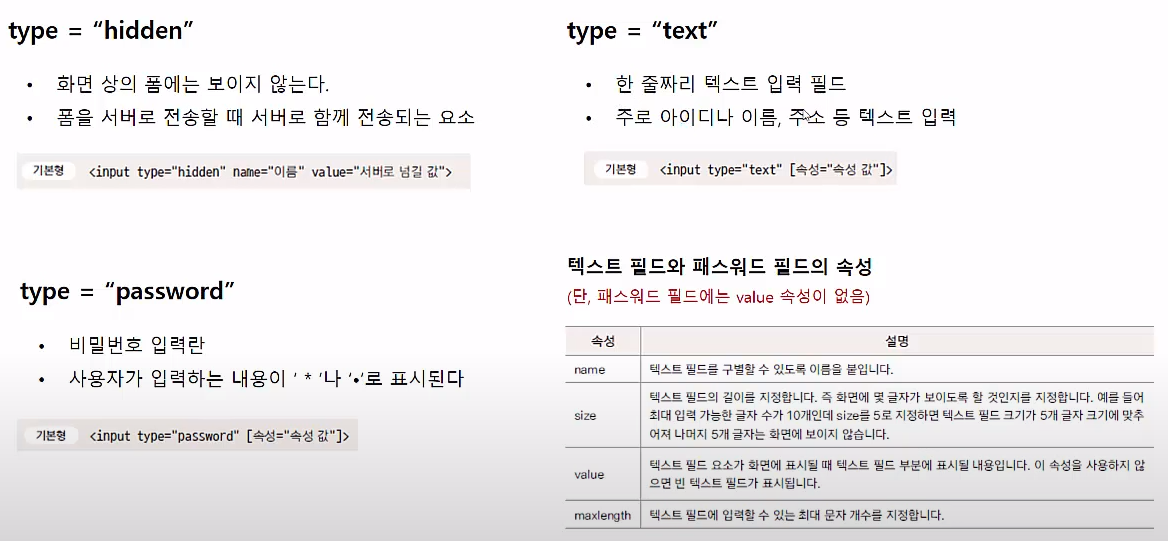 type = “hidden”
• 화면 상의 폼에는 보이지 않는다.
• 폼을 서버로 전송할 때 서버로 함께 전송되는 요소
기본형 <input type="hidden" name="이름" value="서버로 넘길 값">
type = “text”
• 한 줄짜리 텍스트 입력 필드
• 주로 아이디나 이름, 주소 등 텍스트 입력
기본형 <input type="text" [속성="속성 값"]>
type = “password”
• 비밀번호 입력란
• 사용자가 입력하는 내용이 ‘ * ’나 ‘•’로 표시된다
기본형 <input type="password" [속성="속성 값"]>
텍스트 필드와 패스워드 필드의 속성
(단, 패스워드 필드에는 value 속성이 없음)
속성 설명
name 텍스트 필드를 구별할 수 있도록 이름을 붙입니다.
size 텍스트 필드의 길이를 지정합니다. 즉 화면에 몇 글자가 보이도록 할 것인지를 지정합니다. 예를 들어
최대 입력 가능한 글자 수가 10개인데 size를 5로 지정하면 텍스트 필드 크기가 5개 글자 크기에 맞추
어져 나머지 5개 글자는 화면에 보이지 않습니다.
value 텍스트 필드 요소가 화면에 표시될 때 텍스트 필드 부분에 표시될 내용입니다. 이 속성을 사용하지 않
으면 빈 텍스트 필드가 표시됩니다.
maxlength 텍스트 필드에 입력할 수 있는 최대 문자 개수를 지정합니다.